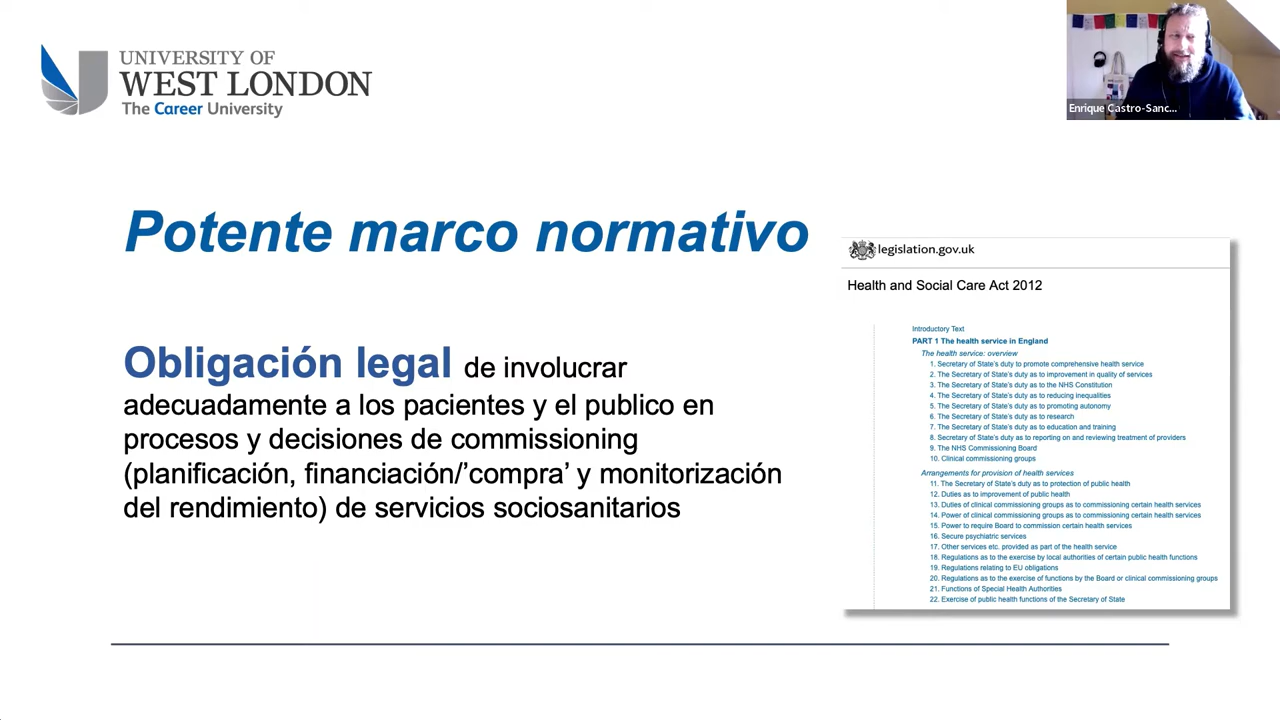 UNIVERSITY OF
WEST LONDON
The Career University
Enrique Castro-Sanc...
Potente marco normativo
Obligación legal de involucrar
adecuadamente a los pacientes y el publico en
procesos y decisiones de commissioning
(planificación, financiación/’compra’ y monitorización
del rendimiento) de servicios sociosanitarios
legislation.gov.uk
Health and Social Care Act 2012
Introductory Text
PART 1 The health service in England
The health service: overview
1. Secretary of State's duty to promote comprehensive health service
2. The Secretary of State's duty as to improvement in quality of services
3. The Secretary of State's duty as to the NHS Constitution
4. The Secretary of State's duty as to reducing inequalities
5. The Secretary of State's duty as to promoting autonomy
6. The Secretary of State's duty as to research
7. The Secretary of State's duty as to education and training
8. Secretary of State's duty as to reporting on and reviewing treatment of providers
9. The NHS Commissioning Board
10. Clinical commissioning groups
Arrangements for provision of health services
11. The Secretary of State's duty as to protection of public health
12. Duties as to improvement of public health
13. Duties of clinical commissioning groups as to commissioning certain health services
14. Power of clinical commissioning groups as to commissioning certain health services
15. Power to require Board to commission certain health services
16. Secure psychiatric services
17. Other services etc. provided as part of the health service
18. Regulations as to the exercise by local authorities of certain public health functions
19. Regulations relating to EU obligations
20. Regulations as to the exercise of functions by the Board or clinical commissioning groups
21. Functions of Special Health Authorities
22. Exercise of public health functions of the Secretary of State